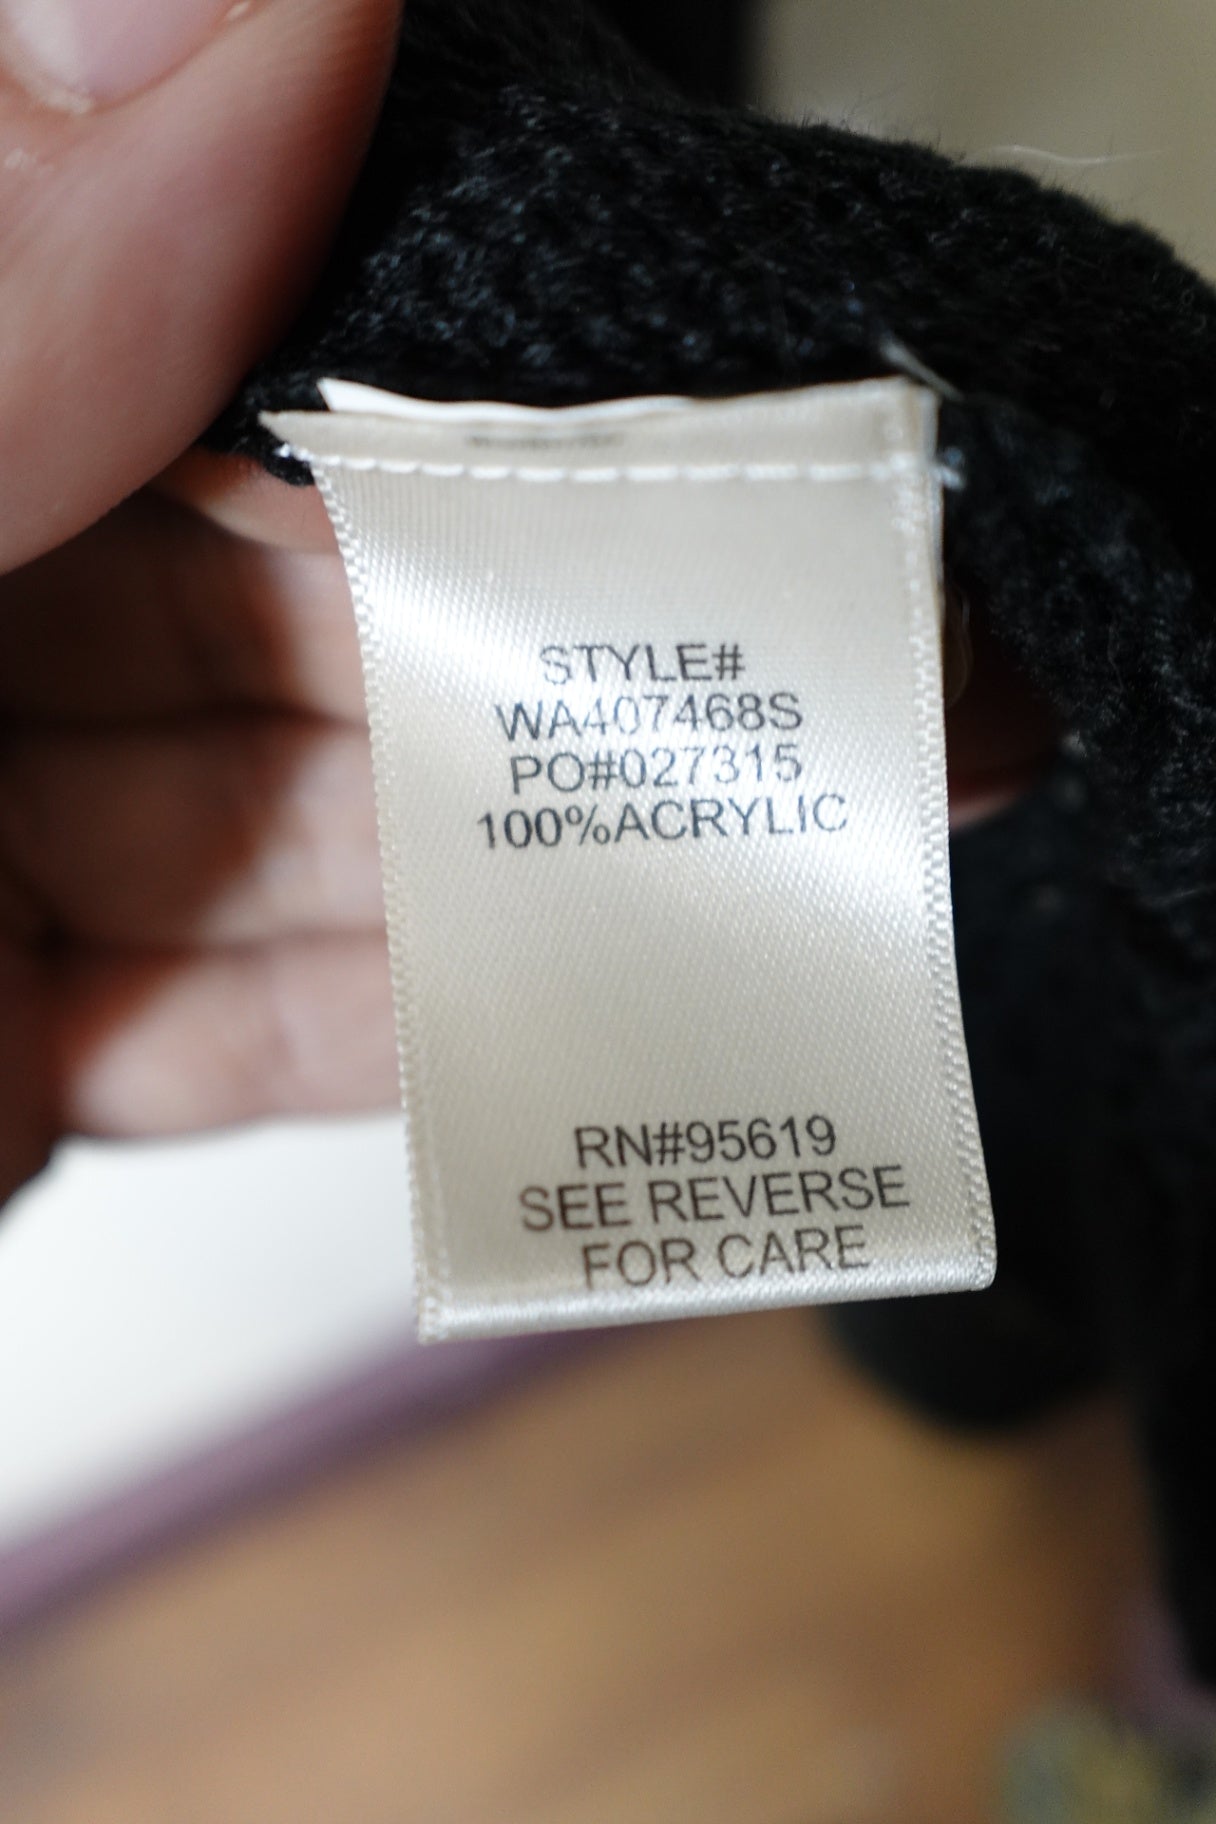 STYLE#
WA407468S
PO#027315
100%ACRYLIC
RN#95619
SEE REVERSE
FOR CARE